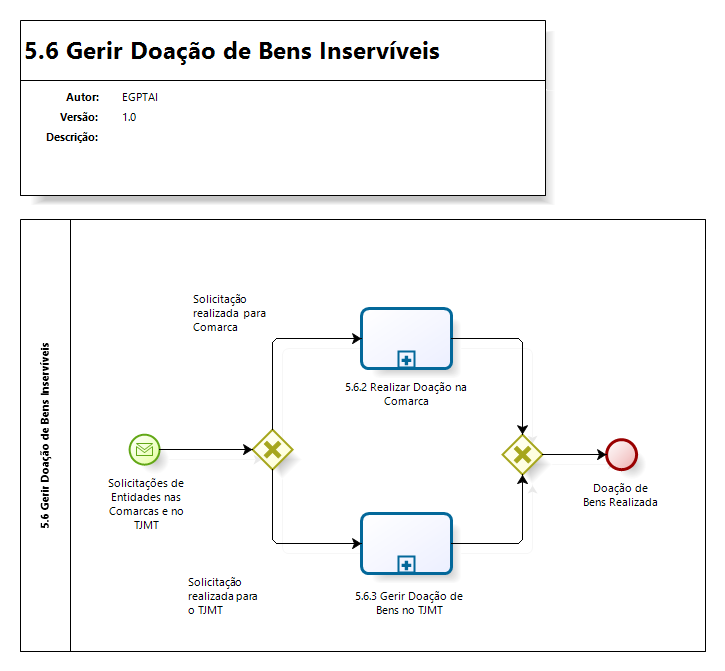 5.6 Gerir Doação de Bens Inservíveis
Autor: EGPTAI
Versão: 1.0
Descrição:
5.6 Gerir Doação de Bens Inservíveis
Solicitação
realizada para
Comarca
5.6.2 Realizar Doação na
Comarca
Solicitações de
Entidades nas
Comarcas e no
TJMT
Doação de
Bens Realizada
Solicitação
realizada para
o TJMT
5.6.3 Gerir Doação de
Bens no TJMT